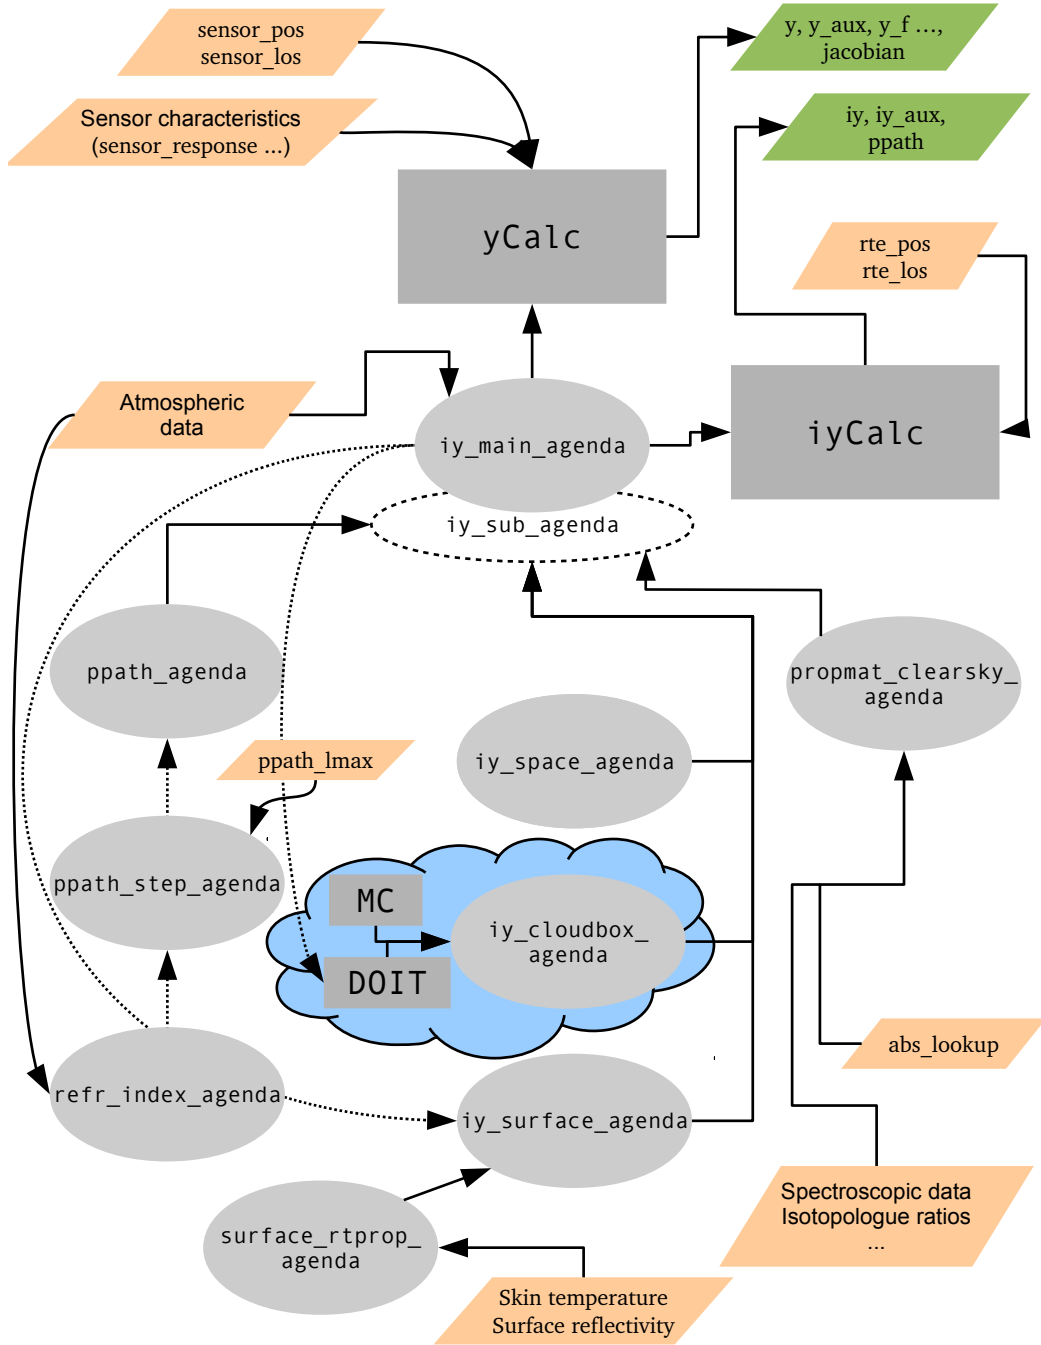 sensor_pos
sensor_los
y, y_aux, y_f ...,
jacobian
Sensor characteristics
(sensor_response ...)
iy, iy_aux,
ppath
yCalc
rte_pos
rte_los
Atmospheric
data
iy_main_agenda
iyCalc
iy_sub_agenda
ppath_agenda
propmat_clearsky_
agenda
ppath_lmax
iy_space_agenda
ppath_step_agenda
MC
iy_cloudbox_
agenda
DOIT
abs_lookup
refr_index_agenda
iy_surface_agenda
Spectroscopic data
Isotopologue ratios
...
surface_rtprop_
agenda
Skin temperature
Surface reflectivity